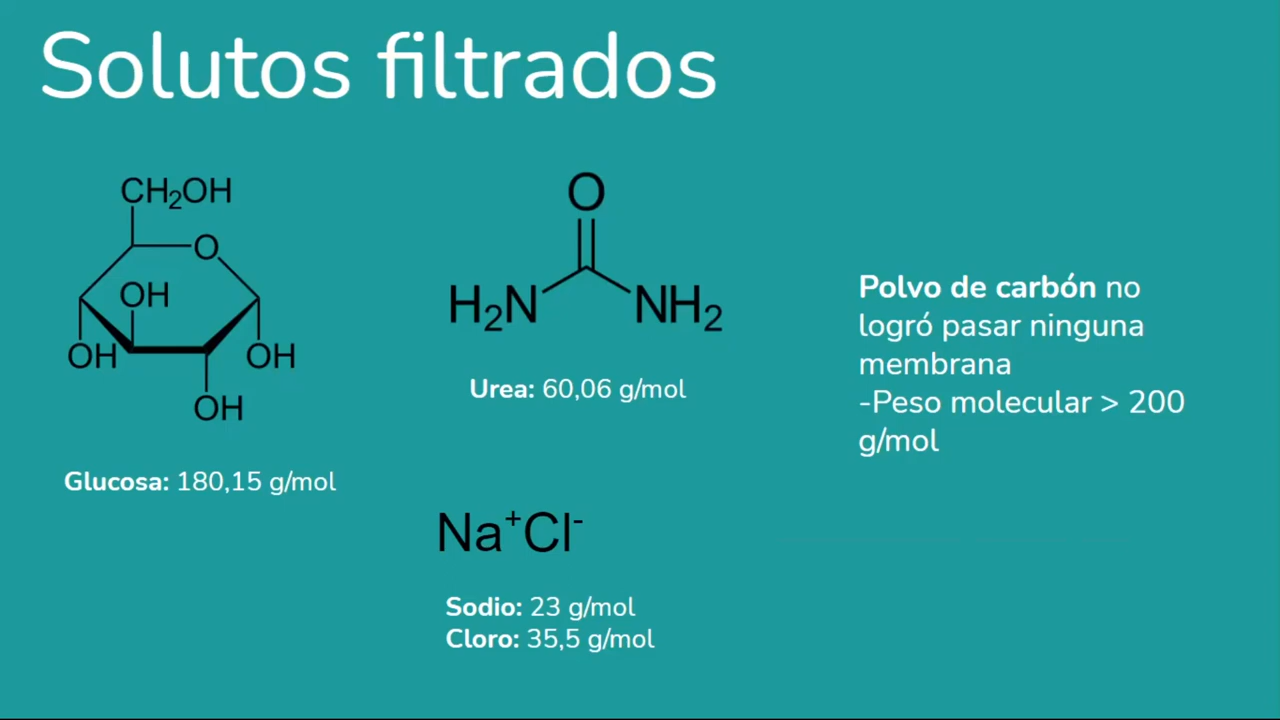 Solutos filtrados
CH₂OH
O
OH
OH
OH
OH
Glucosa: 180,15 g/mol
O
H₂N
NH₂
Urea: 60,06 g/mol
Na⁺Cl⁻
Sodio: 23 g/mol
Cloro: 35,5 g/mol
Polvo de carbón no
logró pasar ninguna
membrana
-Peso molecular > 200
g/mol